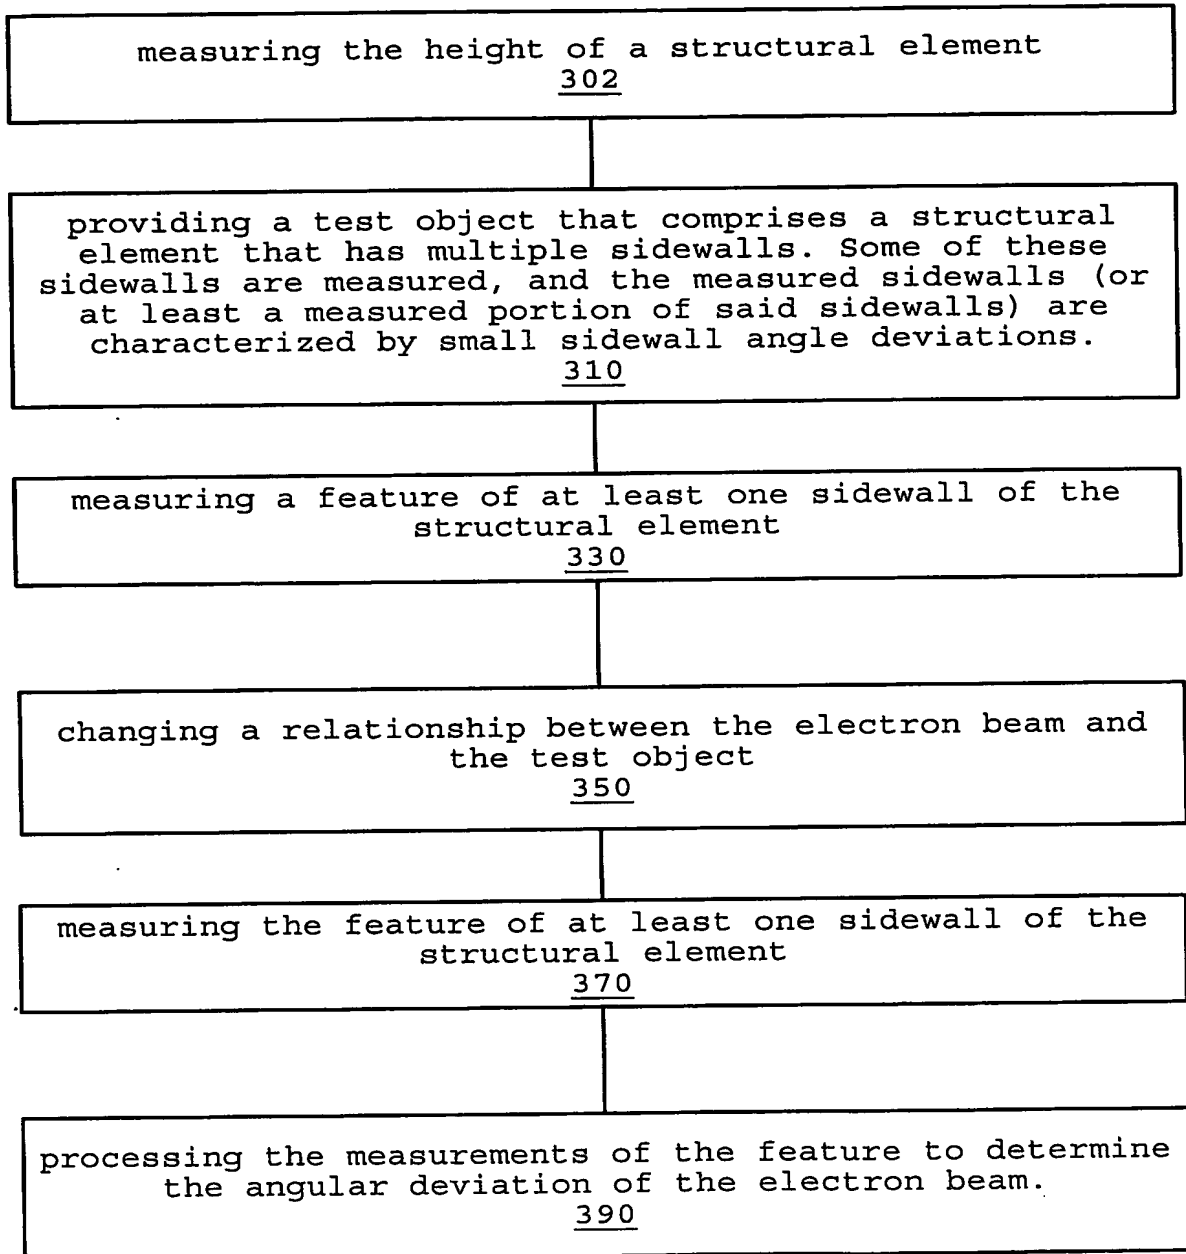 measuring the height of a structural element
302
providing a test object that comprises a structural
element that has multiple sidewalls. Some of these
sidewalls are measured, and the measured sidewalls (or
at least a measured portion of said sidewalls) are
characterized by small sidewall angle deviations.
310
measuring a feature of at least one sidewall of the
structural element
330
changing a relationship between the electron beam and
the test object
350
measuring the feature of at least one sidewall of the
structural element
370
processing the measurements of the feature to determine
the angular deviation of the electron beam.
390